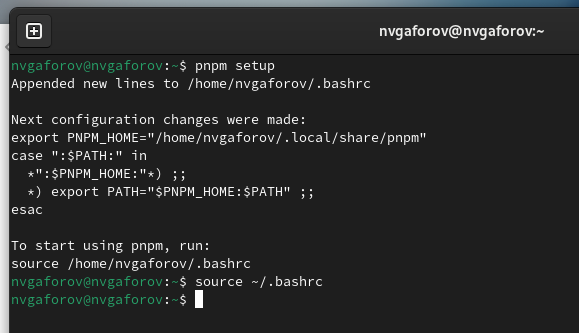 nvgaforov@nvgaforov:~
nvgaforov@nvgaforov:~$ pnpm setup
Appended new lines to /home/nvgaforov/.bashrc
Next configuration changes were made:
export PNPM_HOME="/home/nvgaforov/.local/share/pnpm"
case ":$PATH:" in
  *":$PNPM_HOME:"*) ;;
  *) export PATH="$PNPM_HOME:$PATH" ;;
esac
To start using pnpm, run:
source /home/nvgaforov/.bashrc
nvgaforov@nvgaforov:~$ source ~/.bashrc
nvgaforov@nvgaforov:~$